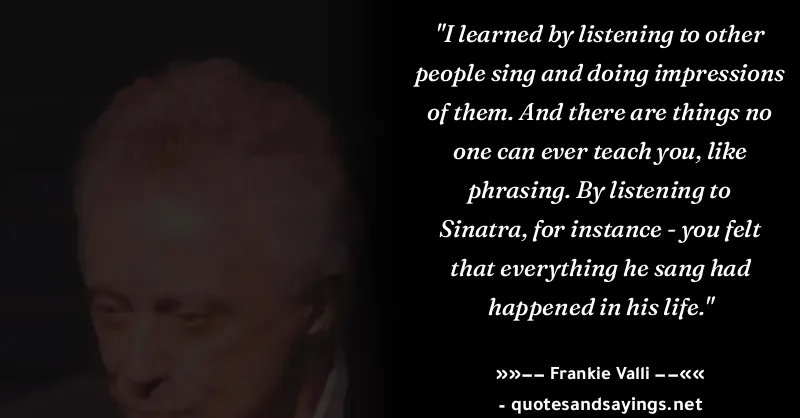 "I learned by listening to other
people sing and doing impressions
of them. And there are things no
one can ever teach you, like
phrasing. By listening to
Sinatra, for instance - you felt
that everything he sang had
happened in his life."
»»—— Frankie Valli ——««
- quotesandsayings.net